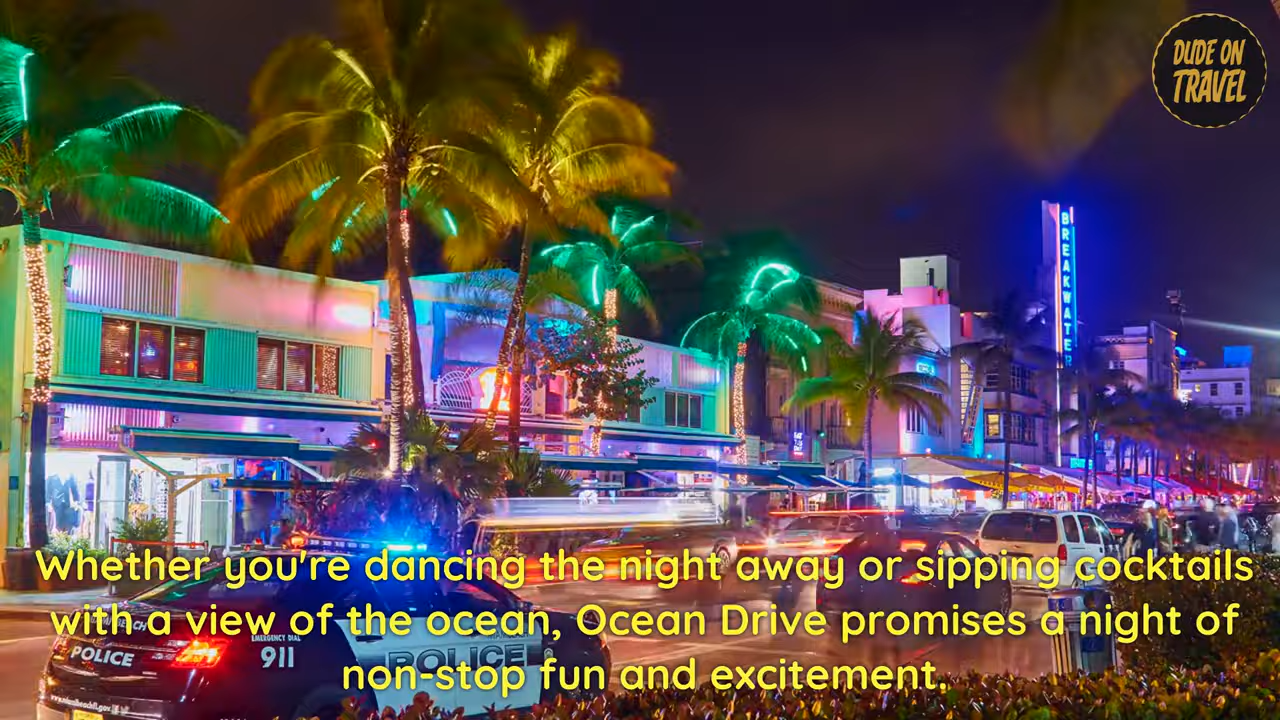 DUDE ON
TRAVEL
BREAKWATER
Whether you're dancing the night away or sipping cocktails
with a view of the ocean, Ocean Drive promises a night of
non-stop fun and excitement.
POLICE
EMERGENCY DIAL
911
POLICE